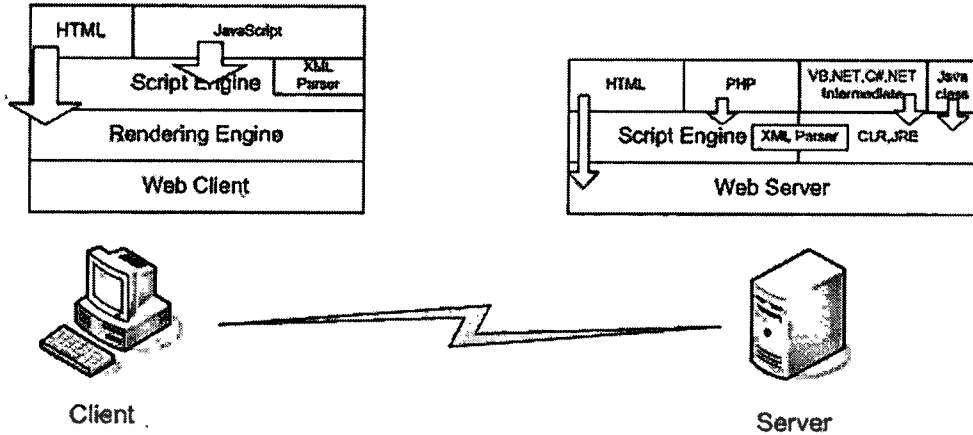 HTML
JavaScript
Script Engine
XML
Parser
Rendering Engine
Web Client
HTML
PHP
VB.NET,C#.NET
Intermediate
Java
class
Script Engine
XML Parser
CLR,JRE
Web Server
Client
Server